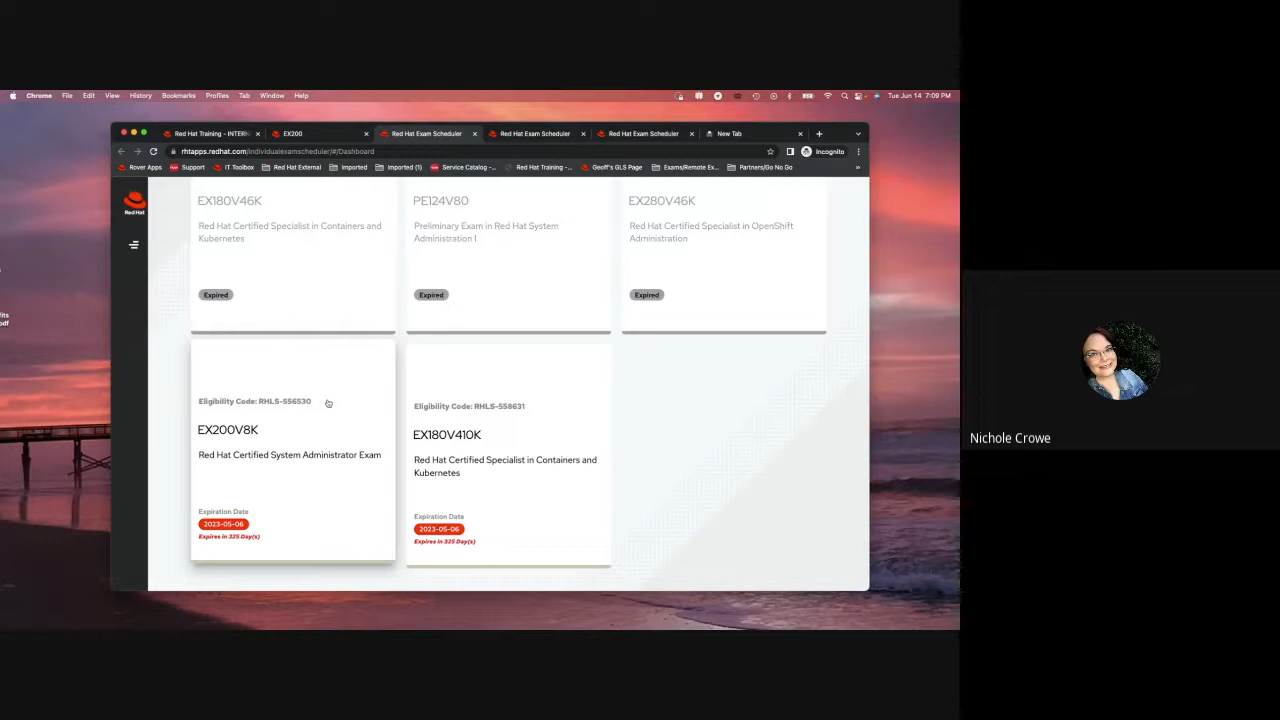 Chrome File Edit View History Bookmarks Profiles Tab Window Help
Tue Jun 14 7:09 PM
Red Hat Training - INTERN
EX200
Red Hat Exam Scheduler
Red Hat Exam Scheduler
Red Hat Exam Scheduler
New Tab
rhtapps.redhat.com/individualexamscheduler/#/Dashboard
Incognito
Rover Apps
Support
IT Toolbox
Red Hat External
Imported
Imported (1)
Service Catalog -...
Red Hat Training -...
Geoff's GLS Page
Exams/Remote Ex...
Partners/Go No Go
»
Red Hat
EX180V46K
Red Hat Certified Specialist in Containers and
Kubernetes
Expired
PE124V80
Preliminary Exam in Red Hat System
Administration I
Expired
EX280V46K
Red Hat Certified Specialist in OpenShift
Administration
Expired
Eligibility Code: RHLS-556530
EX200V8K
Red Hat Certified System Administrator Exam
Expiration Date
2023-05-06
Expires in 325 Day(s)
Eligibility Code: RHLS-558631
EX180V410K
Red Hat Certified Specialist in Containers and
Kubernetes
Expiration Date
2023-05-06
Expires in 325 Day(s)
Nichole Crowe